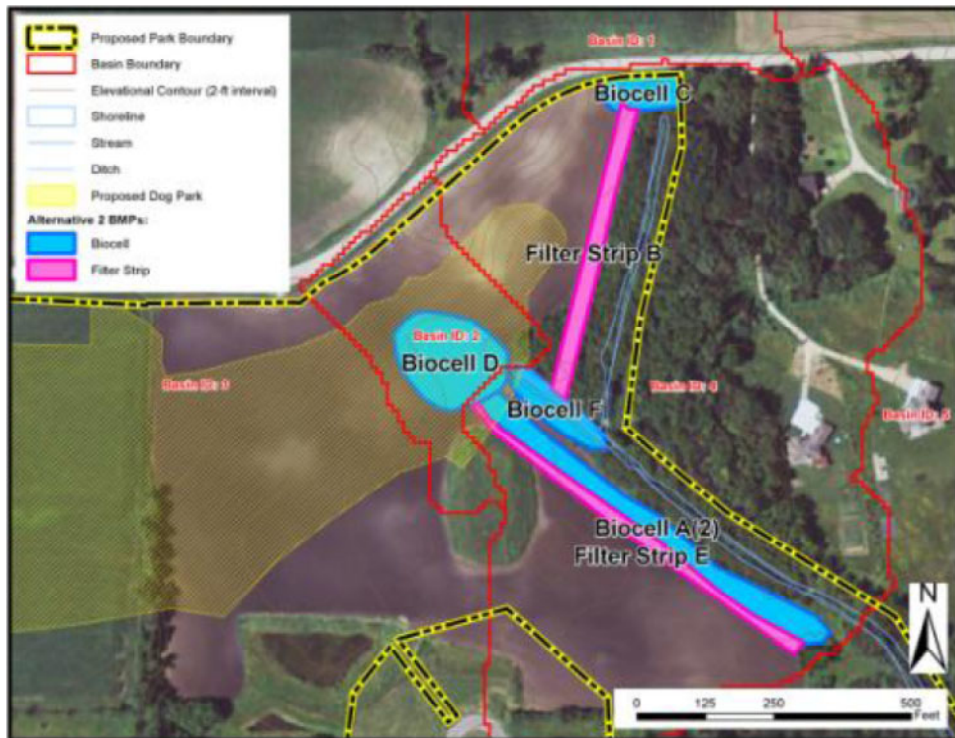 Proposed Park Boundary
Basin Boundary
Elevational Contour (2-ft interval)
Shoreline
Stream
Ditch
Proposed Dog Park
Alternative 2 BMPs:
Biocell
Filter Strip
Basin ID: 1
Biocell C
Filter Strip B
Basin ID: 2
Biocell D
Basin ID: 3
Basin ID: 4
Biocell F
Basin ID: 5
Biocell A(2)
Filter Strip E
N
0 125 250 500
Feet